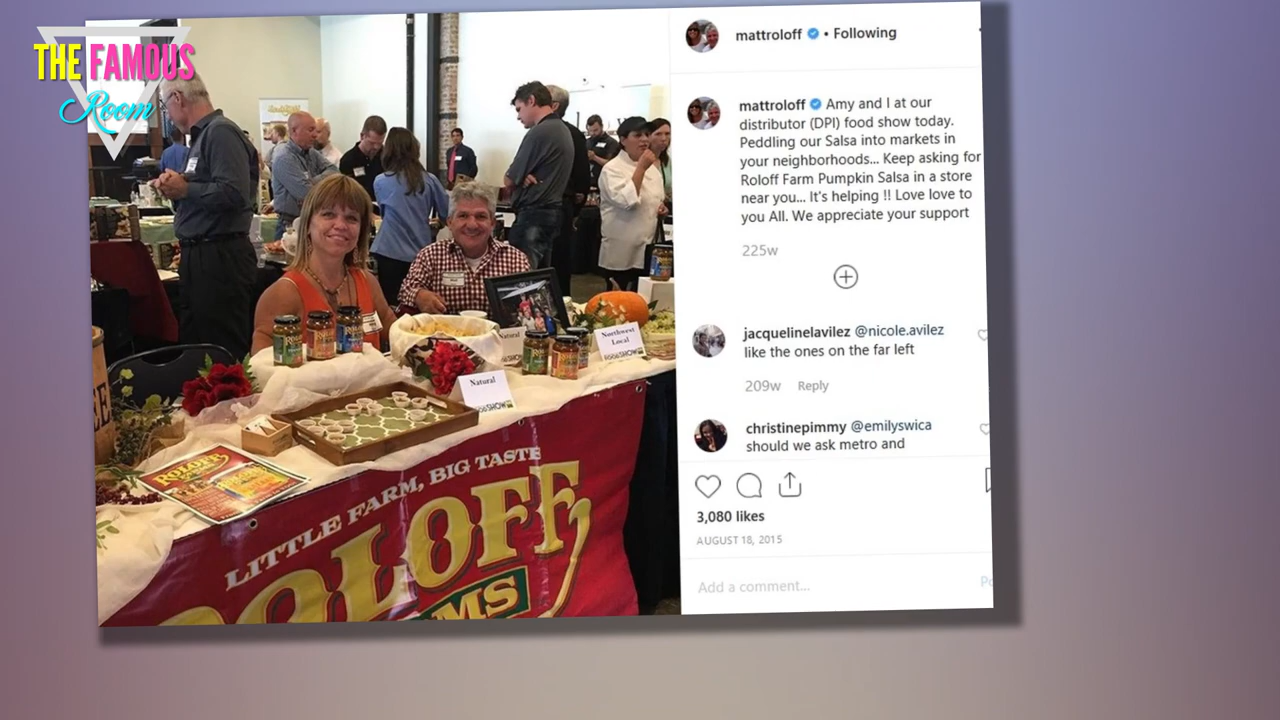 THE FAMOUS
Room
mattroloff • Following
mattroloff Amy and I at our
distributor (DPI) food show today.
Peddling our Salsa into markets in
your neighborhoods... Keep asking for
Roloff Farm Pumpkin Salsa in a store
near you... It's helping !! Love love to
you All. We appreciate your support
225w
jacquelinelavilez @nicole.avilez
like the ones on the far left
209w Reply
christinepimmy @emilyswica
should we ask metro and
3,080 likes
AUGUST 18, 2015
Add a comment...
Northwest
Local
Natural
Natural
SHOW
ROLOFF
LITTLE FARM, BIG TASTE
ROLOFF
MS